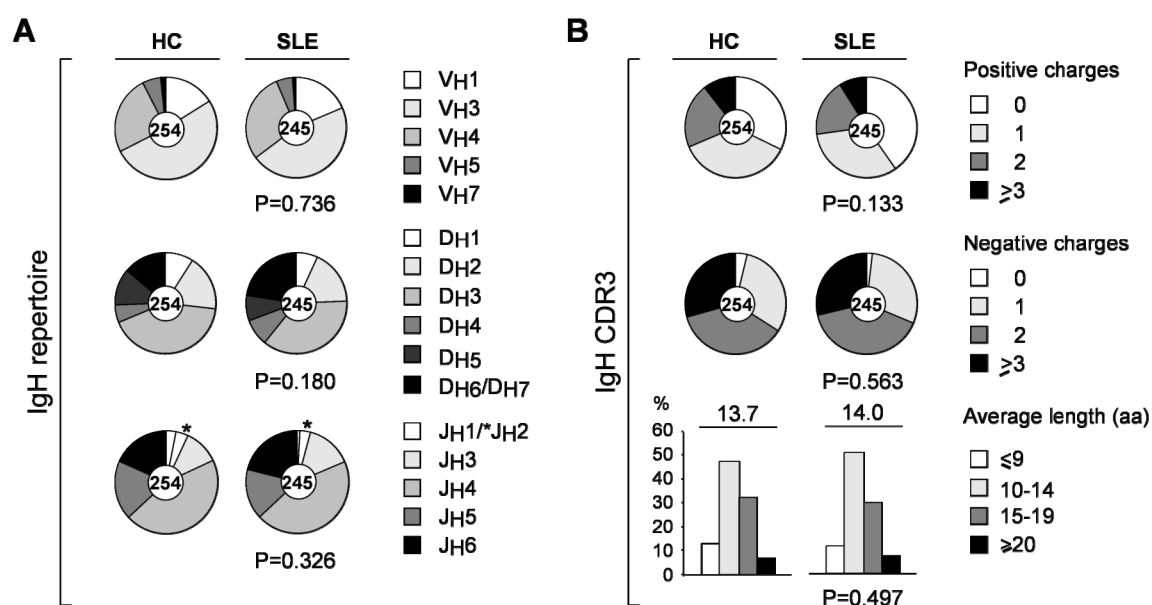 A
HC
SLE
IgH repertoire
254
245
P=0.736
VH1
VH3
VH4
VH5
VH7
254
245
P=0.180
DH1
DH2
DH3
DH4
DH5
DH6/DH7
*
*
254
245
P=0.326
JH1/*JH2
JH3
JH4
JH5
JH6
B
HC
SLE
IgH CDR3
254
245
P=0.133
Positive charges
0
1
2
≥3
254
245
P=0.563
Negative charges
0
1
2
≥3
%
13.7
14.0
60
50
40
30
20
10
0
P=0.497
Average length (aa)
≤9
10-14
15-19
≥20